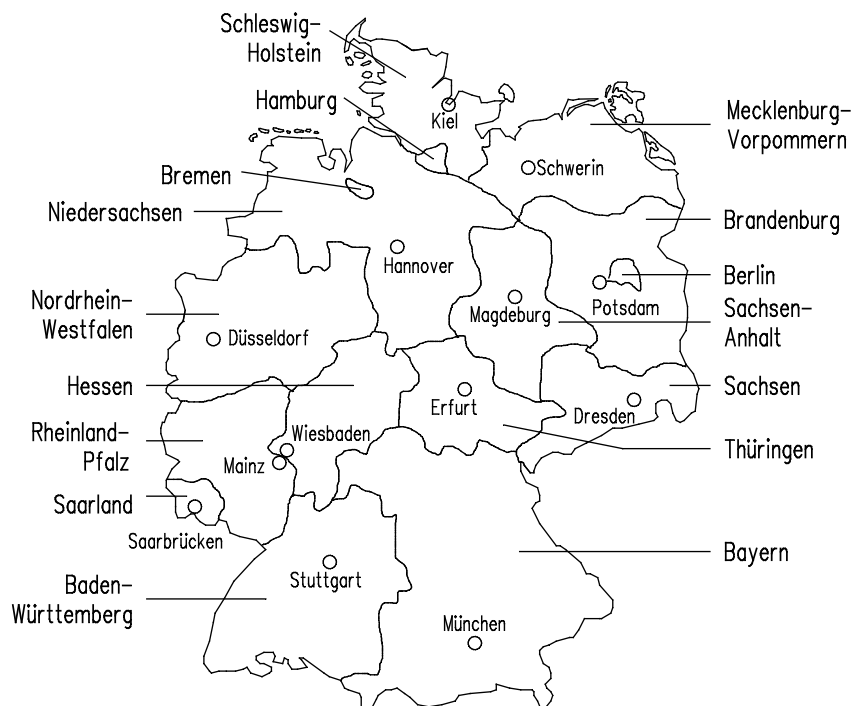 Schleswig-
Holstein
Hamburg
Kiel
Mecklenburg-
Vorpommern
Bremen
Schwerin
Niedersachsen
Brandenburg
Hannover
Berlin
Potsdam
Nordrhein-
Westfalen
Magdeburg
Sachsen-
Anhalt
Düsseldorf
Hessen
Sachsen
Erfurt
Dresden
Rheinland-
Pfalz
Wiesbaden
Mainz
Thüringen
Saarland
Saarbrücken
Bayern
Baden-
Württemberg
Stuttgart
München